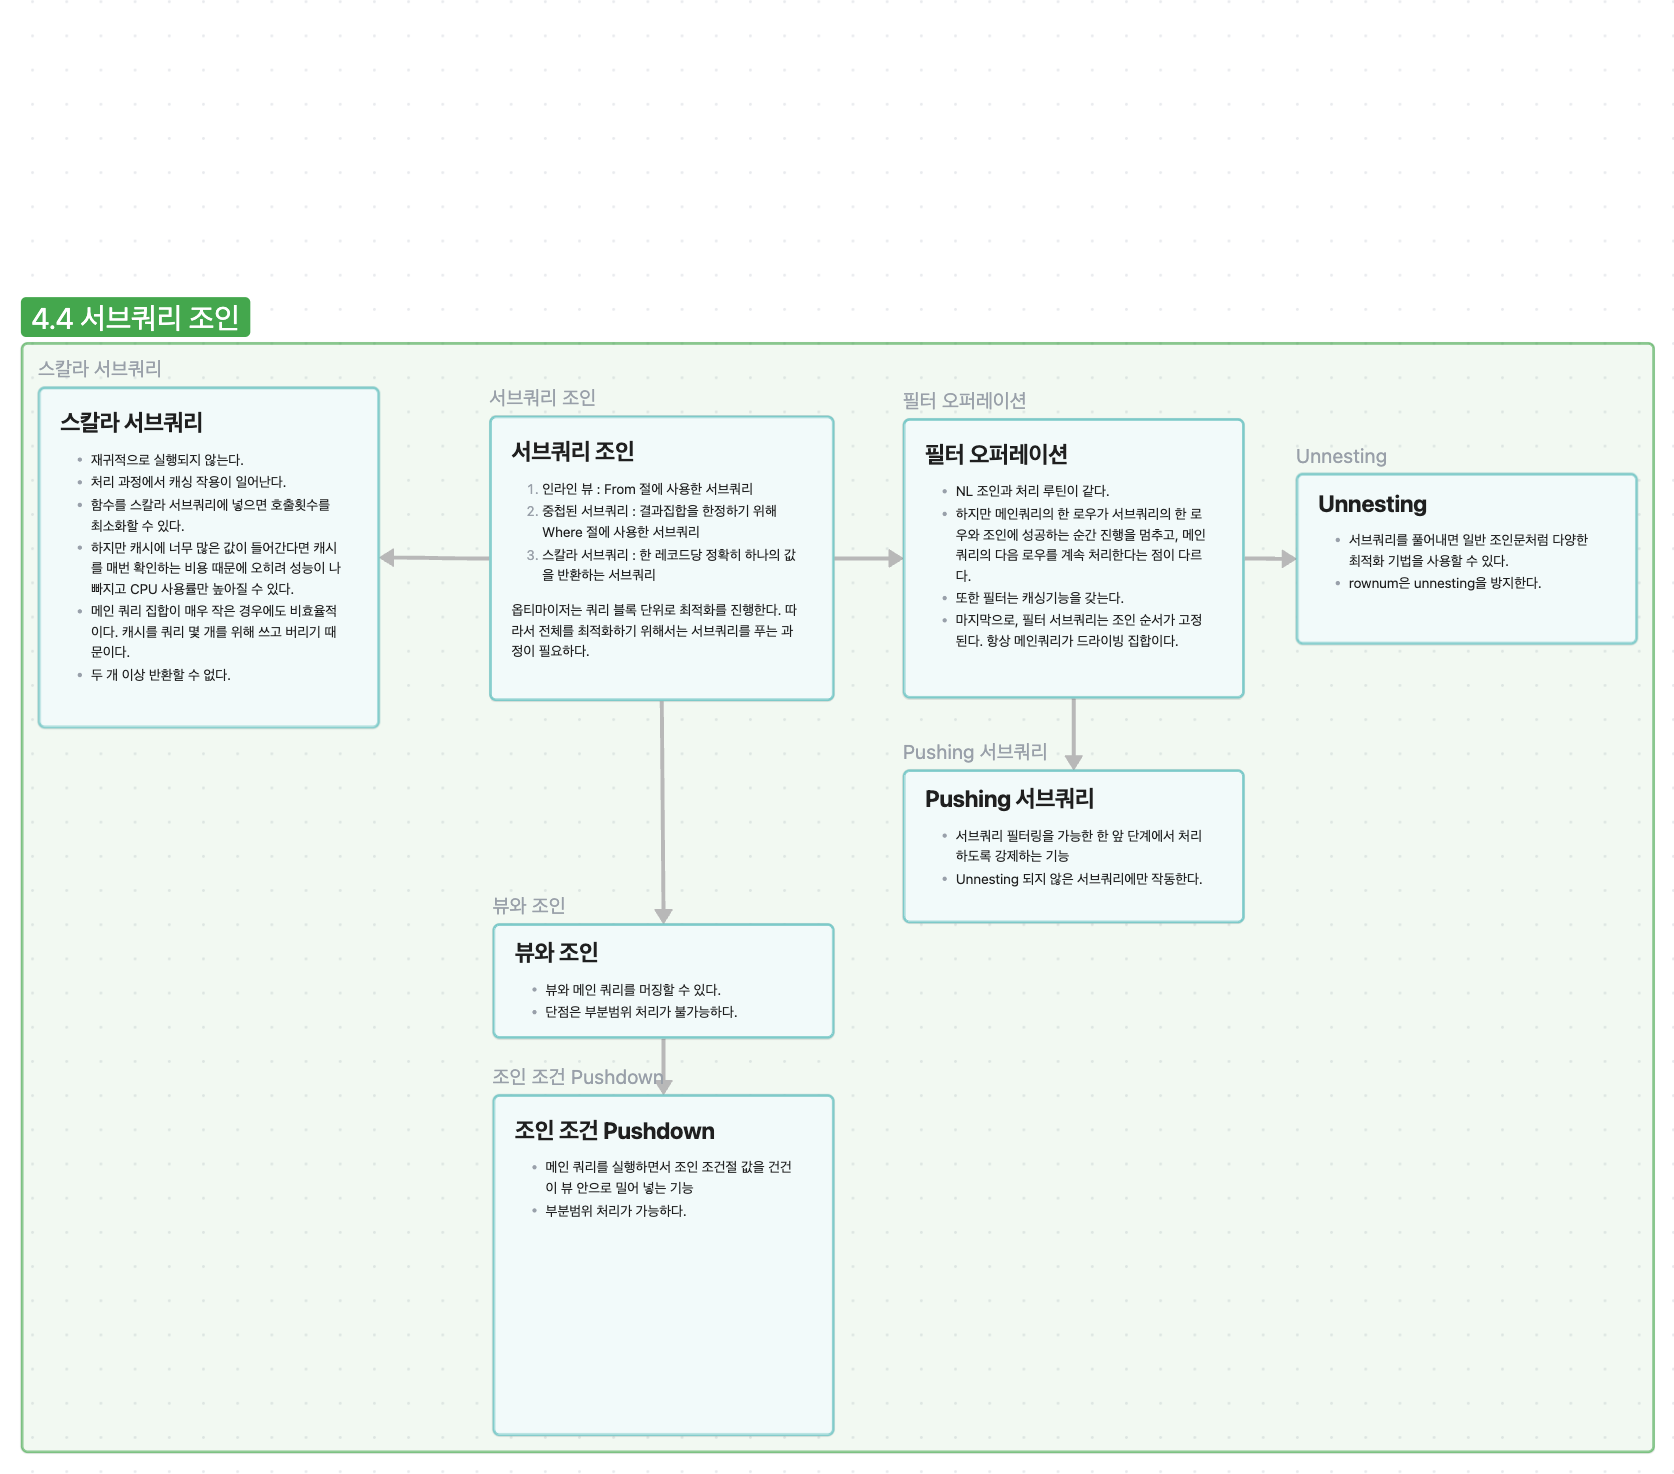 4.4 서브쿼리 조인
스칼라 서브쿼리
스칼라 서브쿼리
재귀적으로 실행되지 않는다.
처리 과정에서 캐싱 작용이 일어난다.
함수를 스칼라 서브쿼리에 넣으면 호출횟수를
최소화할 수 있다.
하지만 캐시에 너무 많은 값이 들어간다면 캐시
를 매번 확인하는 비용 때문에 오히려 성능이 나
빠지고 CPU 사용률만 높아질 수 있다.
메인 쿼리 집합이 매우 작은 경우에도 비효율적
이다. 캐시를 쿼리 몇 개를 위해 쓰고 버리기 때
문이다.
두 개 이상 반환할 수 없다.
서브쿼리 조인
서브쿼리 조인
1. 인라인 뷰 : From 절에 사용한 서브쿼리
2. 중첩된 서브쿼리 : 결과집합을 한정하기 위해
Where 절에 사용한 서브쿼리
3. 스칼라 서브쿼리 : 한 레코드당 정확히 하나의 값
을 반환하는 서브쿼리
옵티마이저는 쿼리 블록 단위로 최적화를 진행한다. 따
라서 전체를 최적화하기 위해서는 서브쿼리를 푸는 과
정이 필요하다.
필터 오퍼레이션
필터 오퍼레이션
NL 조인과 처리 루틴이 같다.
하지만 메인쿼리의 한 로우가 서브쿼리의 한 로
우와 조인에 성공하는 순간 진행을 멈추고, 메인
쿼리의 다음 로우를 계속 처리한다는 점이 다르
다.
또한 필터는 캐싱기능을 갖는다.
마지막으로, 필터 서브쿼리는 조인 순서가 고정
된다. 항상 메인쿼리가 드라이빙 집합이다.
Unnesting
Unnesting
서브쿼리를 풀어내면 일반 조인문처럼 다양한
최적화 기법을 사용할 수 있다.
rownum은 unnesting을 방지한다.
Pushing 서브쿼리
Pushing 서브쿼리
서브쿼리 필터링을 가능한 한 앞 단계에서 처리
하도록 강제하는 기능
Unnesting 되지 않은 서브쿼리에만 작동한다.
뷰와 조인
뷰와 조인
뷰와 메인 쿼리를 머징할 수 있다.
단점은 부분범위 처리가 불가능하다.
조인 조건 Pushdown
조인 조건 Pushdown
메인 쿼리를 실행하면서 조인 조건절 값을 건건
이 뷰 안으로 밀어 넣는 기능
부분범위 처리가 가능하다.